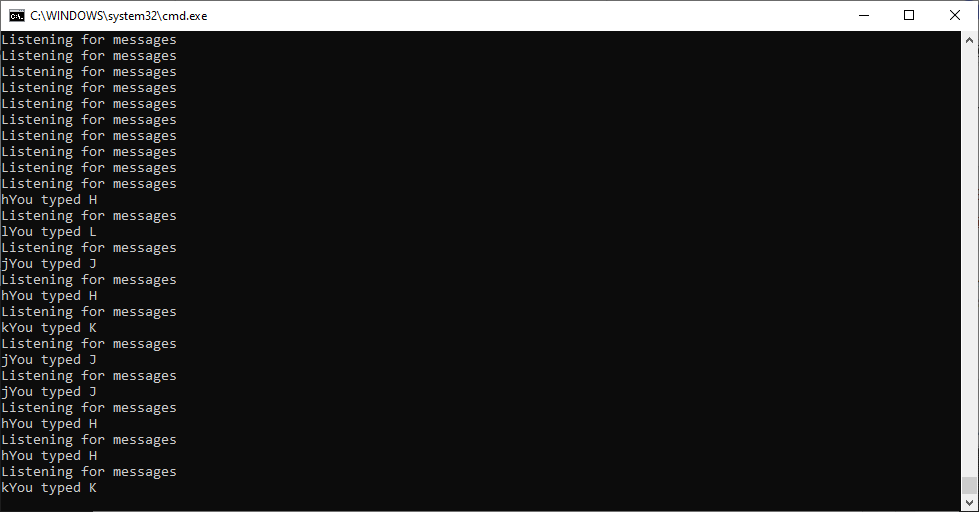 C:\WINDOWS\system32\cmd.exe
Listening for messages
Listening for messages
Listening for messages
Listening for messages
Listening for messages
Listening for messages
Listening for messages
Listening for messages
Listening for messages
Listening for messages
hYou typed H
Listening for messages
lYou typed L
Listening for messages
jYou typed J
Listening for messages
hYou typed H
Listening for messages
kYou typed K
Listening for messages
jYou typed J
Listening for messages
jYou typed J
Listening for messages
hYou typed H
Listening for messages
hYou typed H
Listening for messages
kYou typed K